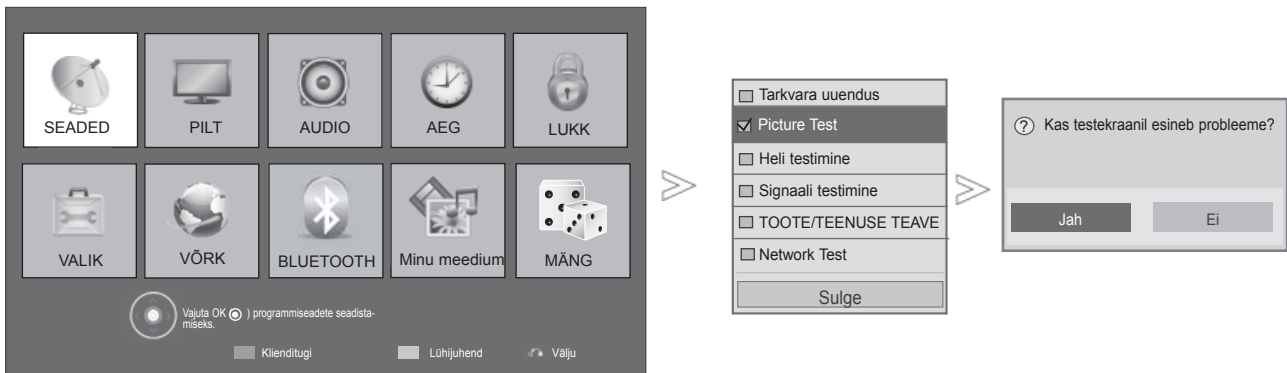 SEADED
PILT
AUDIO
AEG
LUKK
VALIK
VÕRK
BLUETOOTH
Minu meedium
MÄNG
Vajuta OK ) programmiseadete seadista-
miseks.
Klienditugi
Lühijuhend
Välju
Tarkvara uuendus
Picture Test
Heli testimine
Signaali testimine
TOOTE/TEENUSE TEAVE
Network Test
Sulge
? Kas testekraanil esineb probleeme?
Jah
Ei